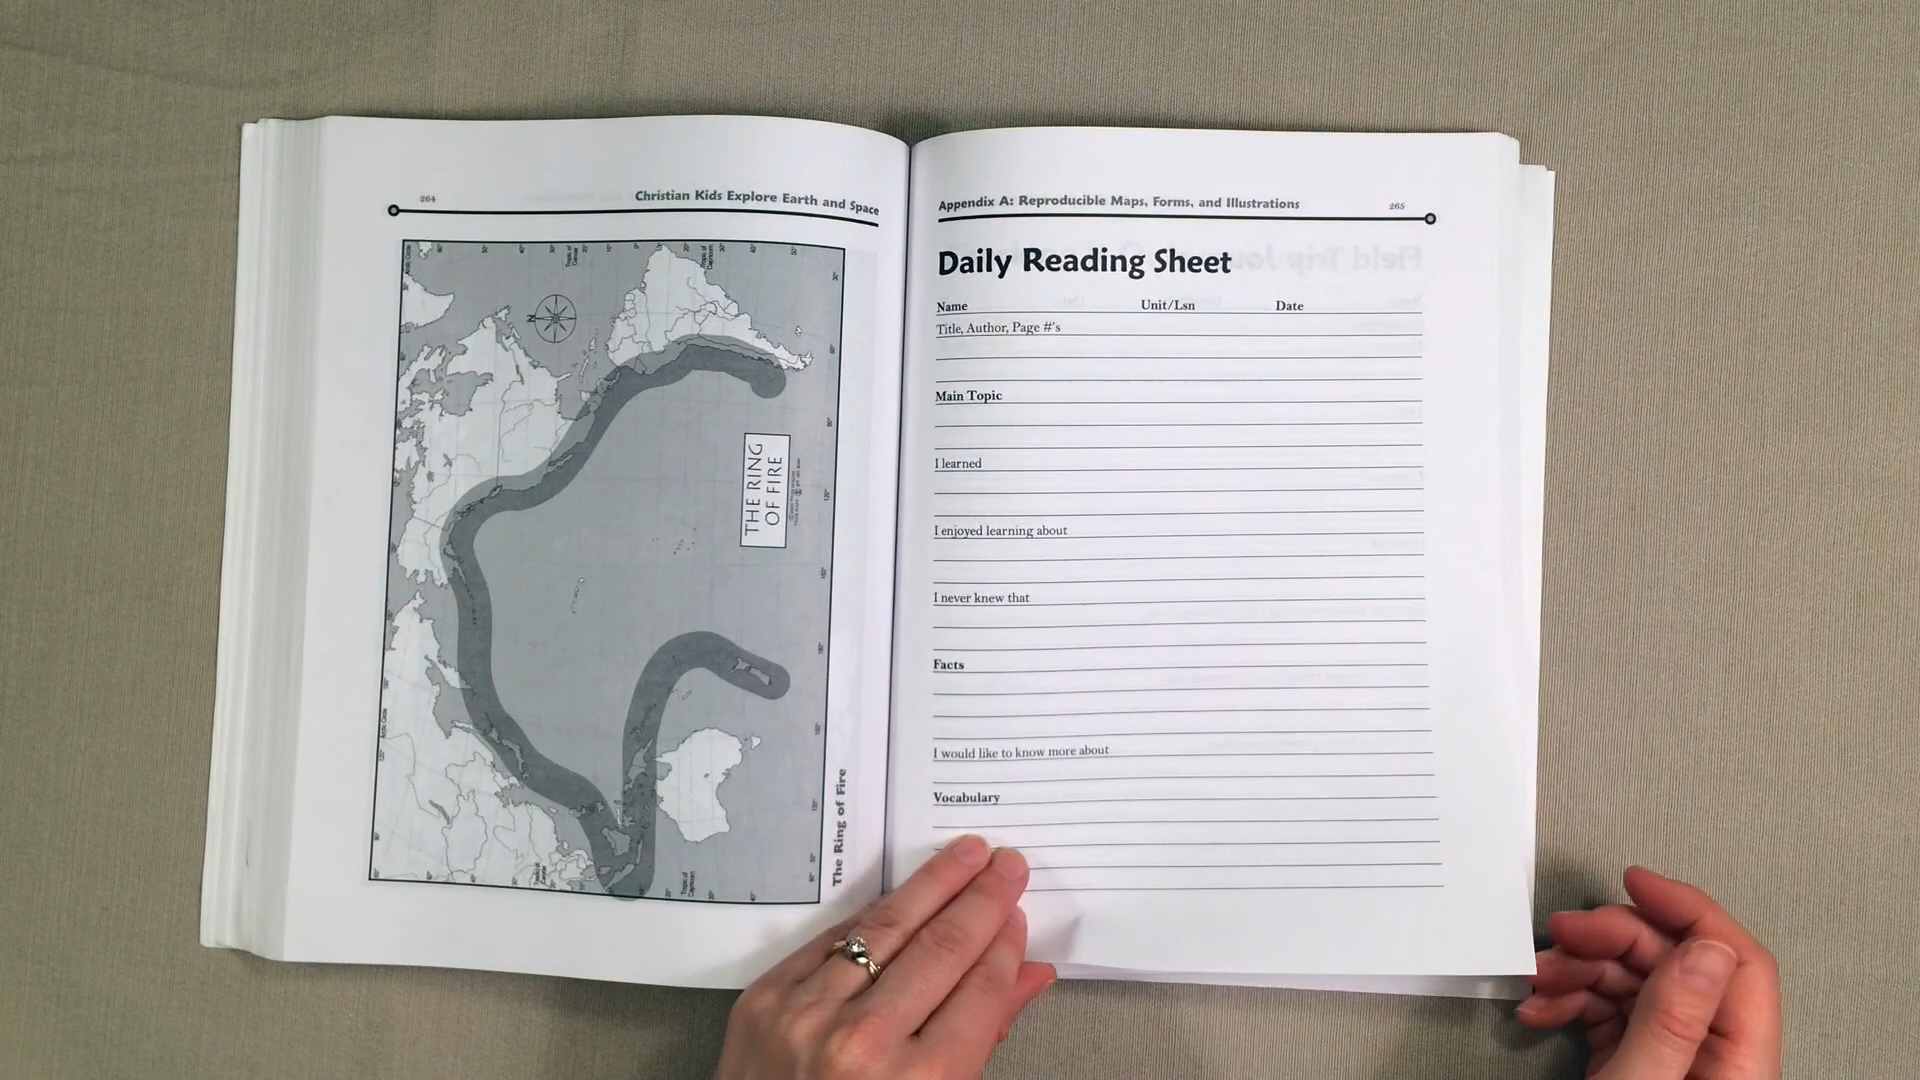 264
Christian Kids Explore Earth and Space
THE RING
OF FIRE
The Ring of Fire
Appendix A: Reproducible Maps, Forms, and Illustrations
265
Daily Reading Sheet
Name Unit/Lsn Date
Title, Author, Page #'s
Main Topic
I learned
I enjoyed learning about
I never knew that
Facts
I would like to know more about
Vocabulary